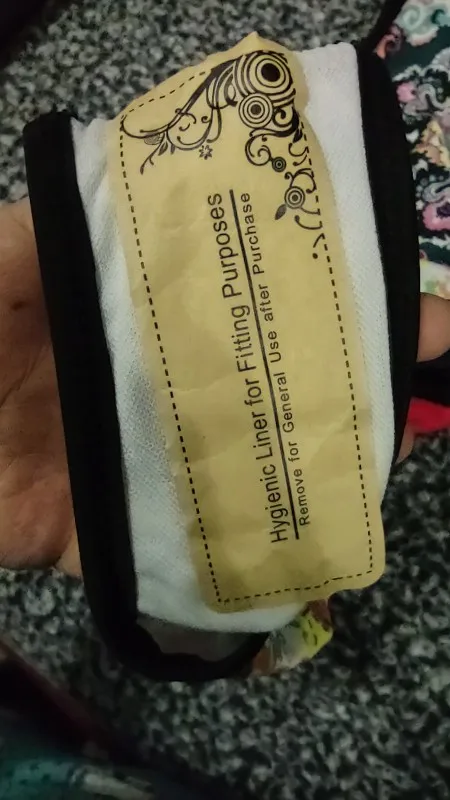 Hygienic Liner for Fitting Purposes
Remove for General Use after Purchase